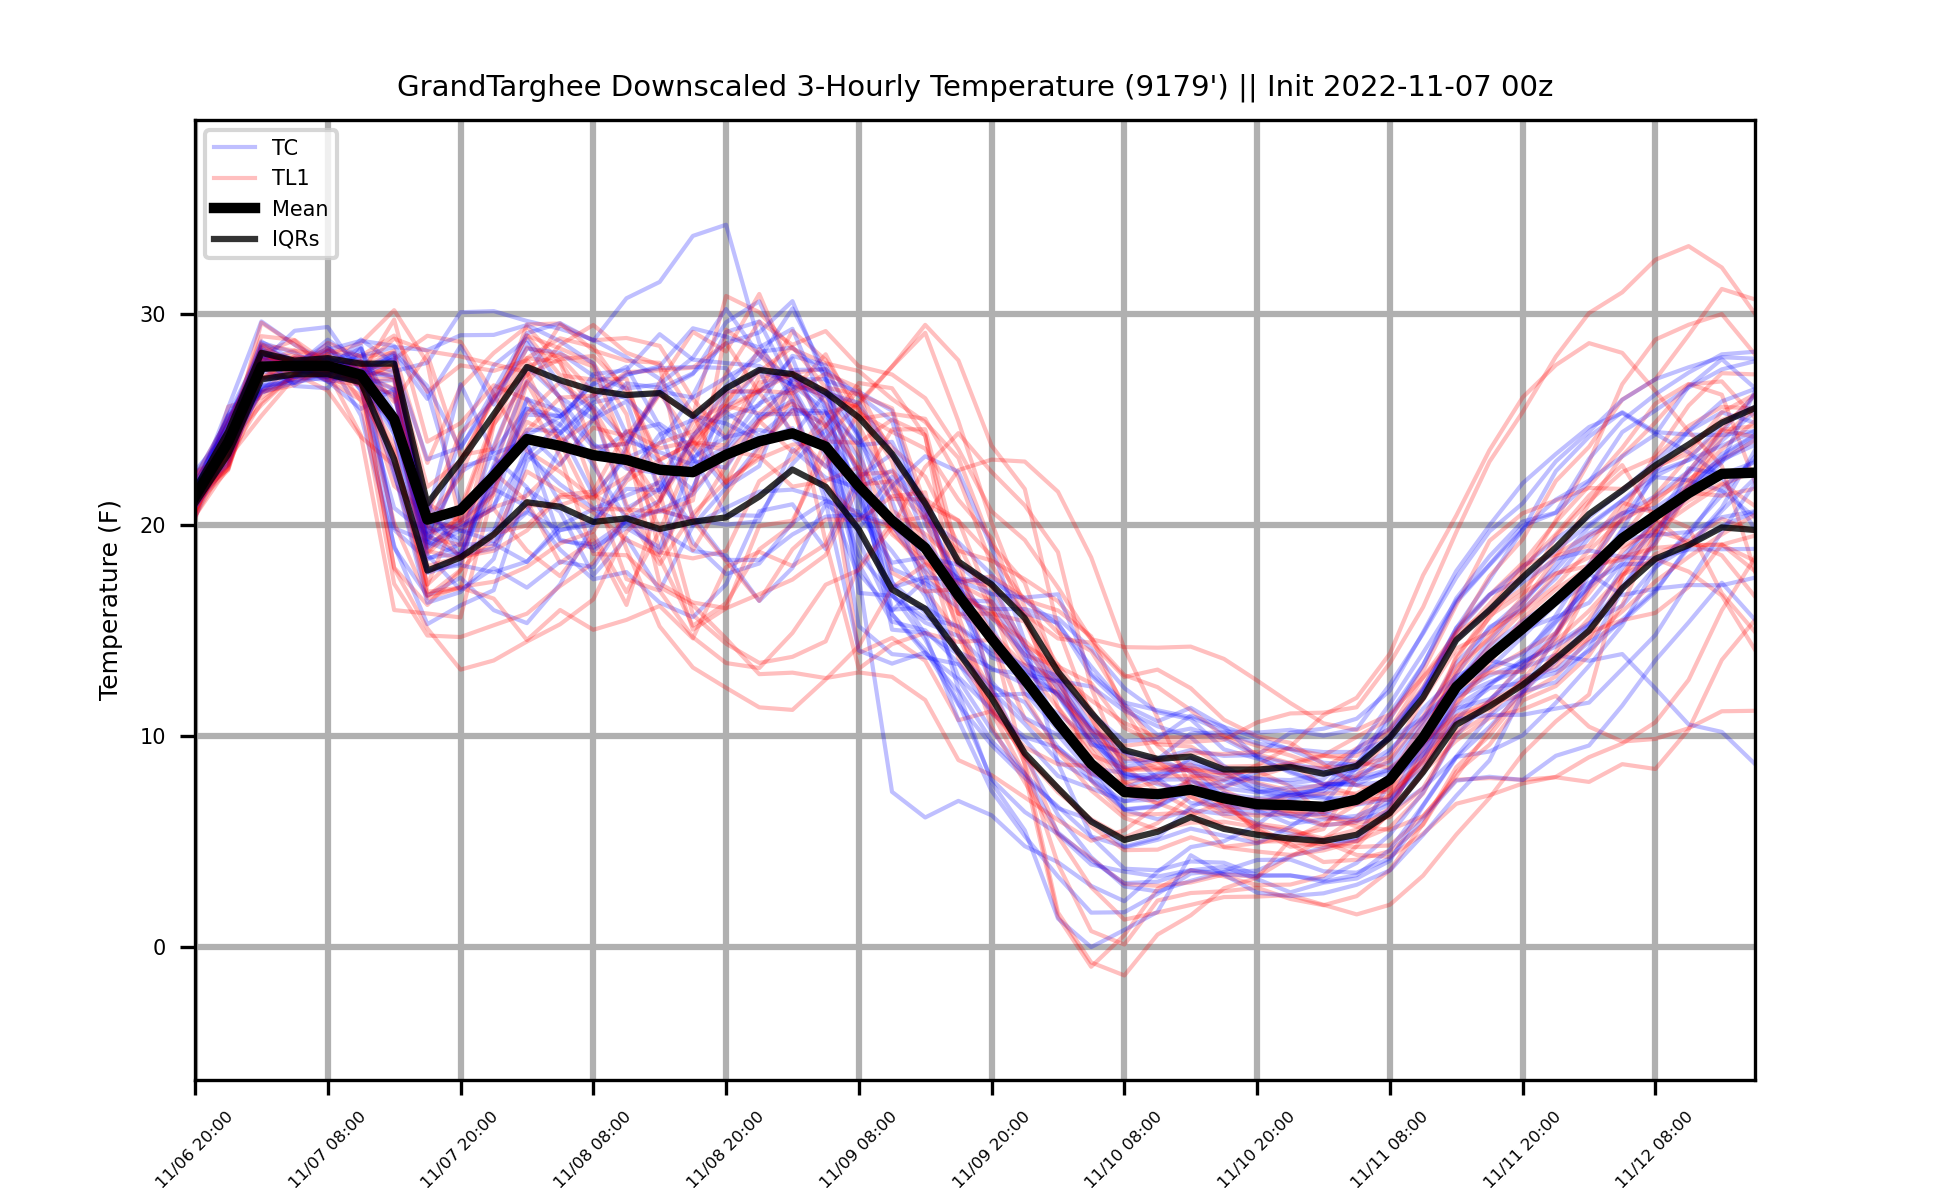 GrandTarghee Downscaled 3-Hourly Temperature (9179') || Init 2022-11-07 00z
TC
TL1
Mean
IQRs
Temperature (F)
30
20
10
0
11/06 20:00
11/07 08:00
11/07 20:00
11/08 08:00
11/08 20:00
11/09 08:00
11/09 20:00
11/10 08:00
11/10 20:00
11/11 08:00
11/11 20:00
11/12 08:00